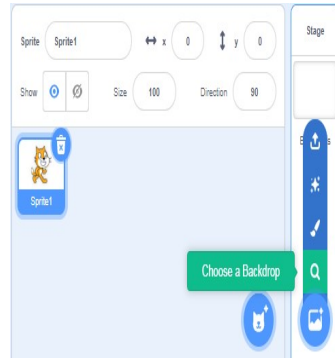 Sprite Sprite1 x 0 y 0
Stage
Show Size 100 Direction 90
Sprite1
Choose a Backdrop